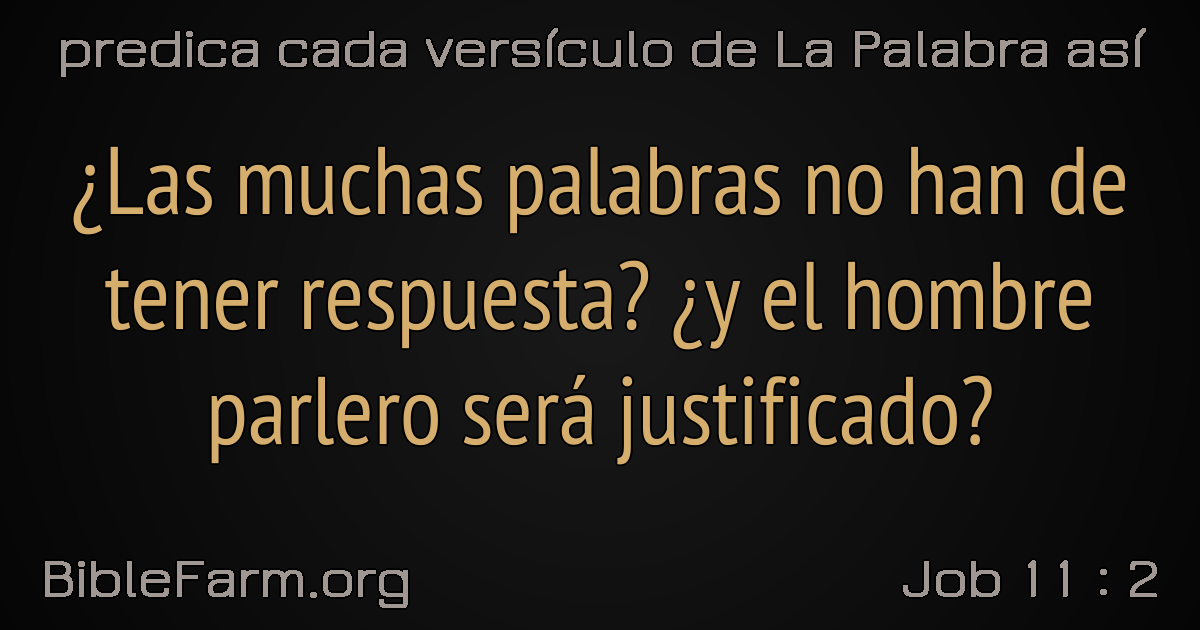 predica cada versículo de La Palabra así
¿Las muchas palabras no han de
tener respuesta? ¿y el hombre
parlero será justificado?
BibleFarm.org
Job 11 : 2